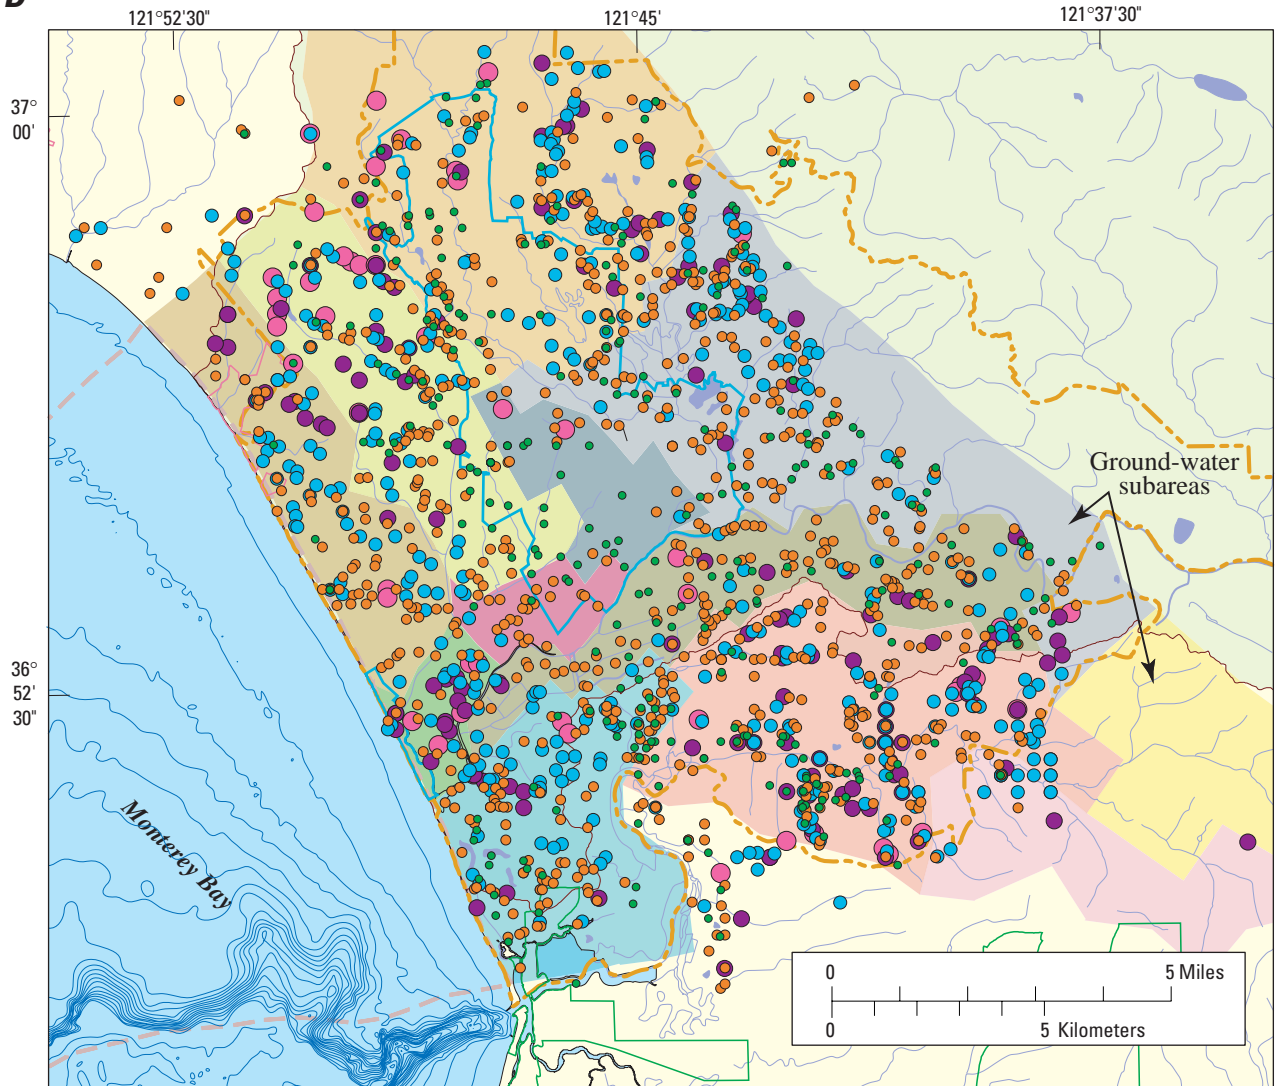 121°52'30"
121°45'
121°37'30"
37°
00'
Ground-water
subareas
36°
52'
30"
Monterey Bay
0
5 Miles
0
5 Kilometers